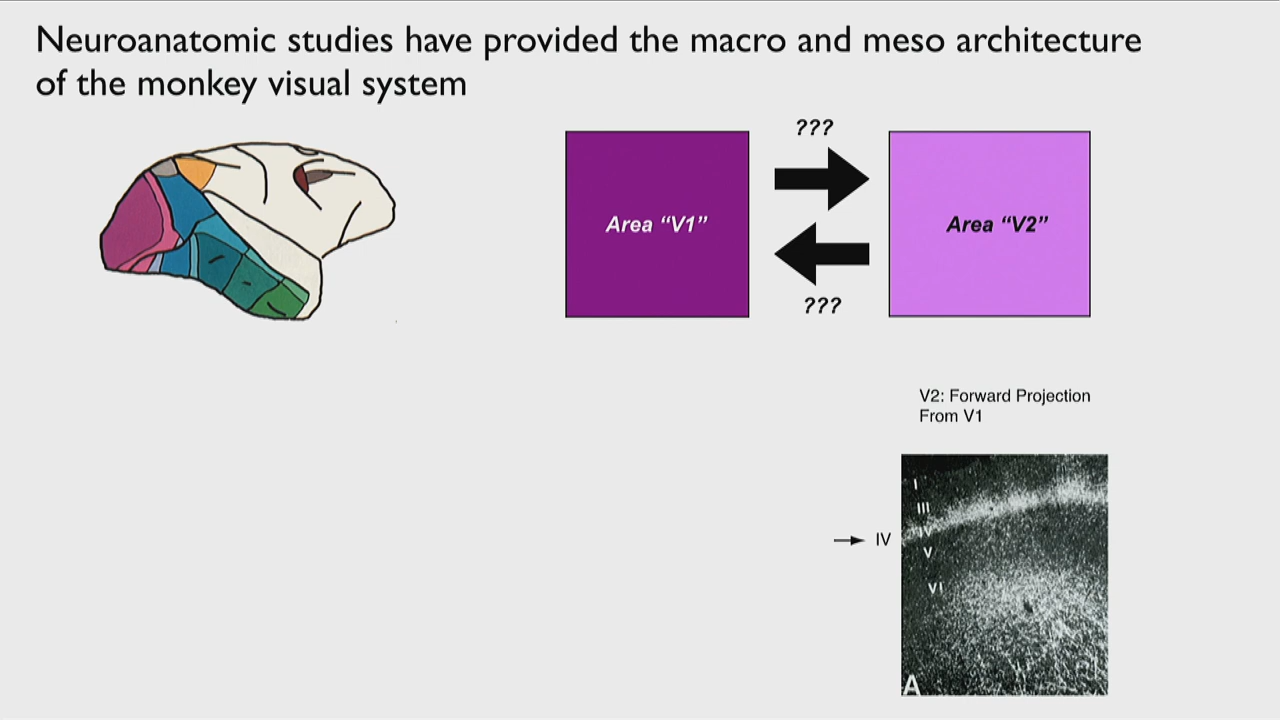 Neuroanatomic studies have provided the macro and meso architecture
of the monkey visual system
???
Area “V1”
Area “V2”
???
V2: Forward Projection
From V1
I
III
IV
IV
V
VI
A